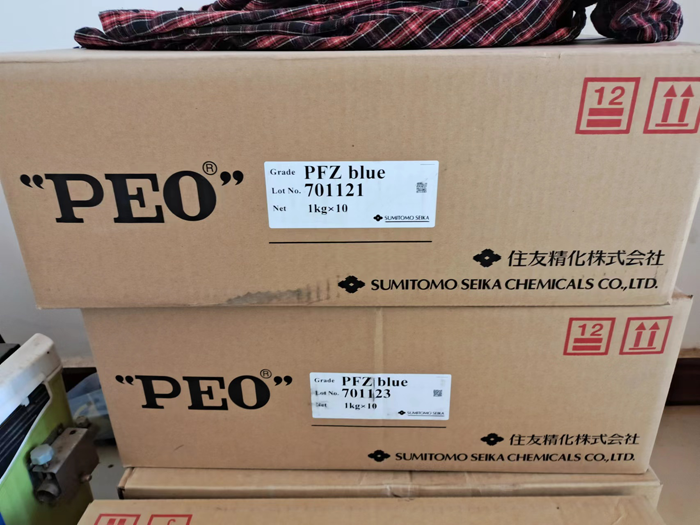 12
"PEO®"
Grade PFZ blue
Lot No. 701121
Net 1kg×10
SUMITOMO SEIKA
住友精化株式会社
SUMITOMO SEIKA CHEMICALS CO.,LTD.
12
"PEO®"
Grade PFZ blue
Lot No. 701123
Net 1kg×10
SUMITOMO SEIKA
住友精化株式会社
SUMITOMO SEIKA CHEMICALS CO.,LTD.